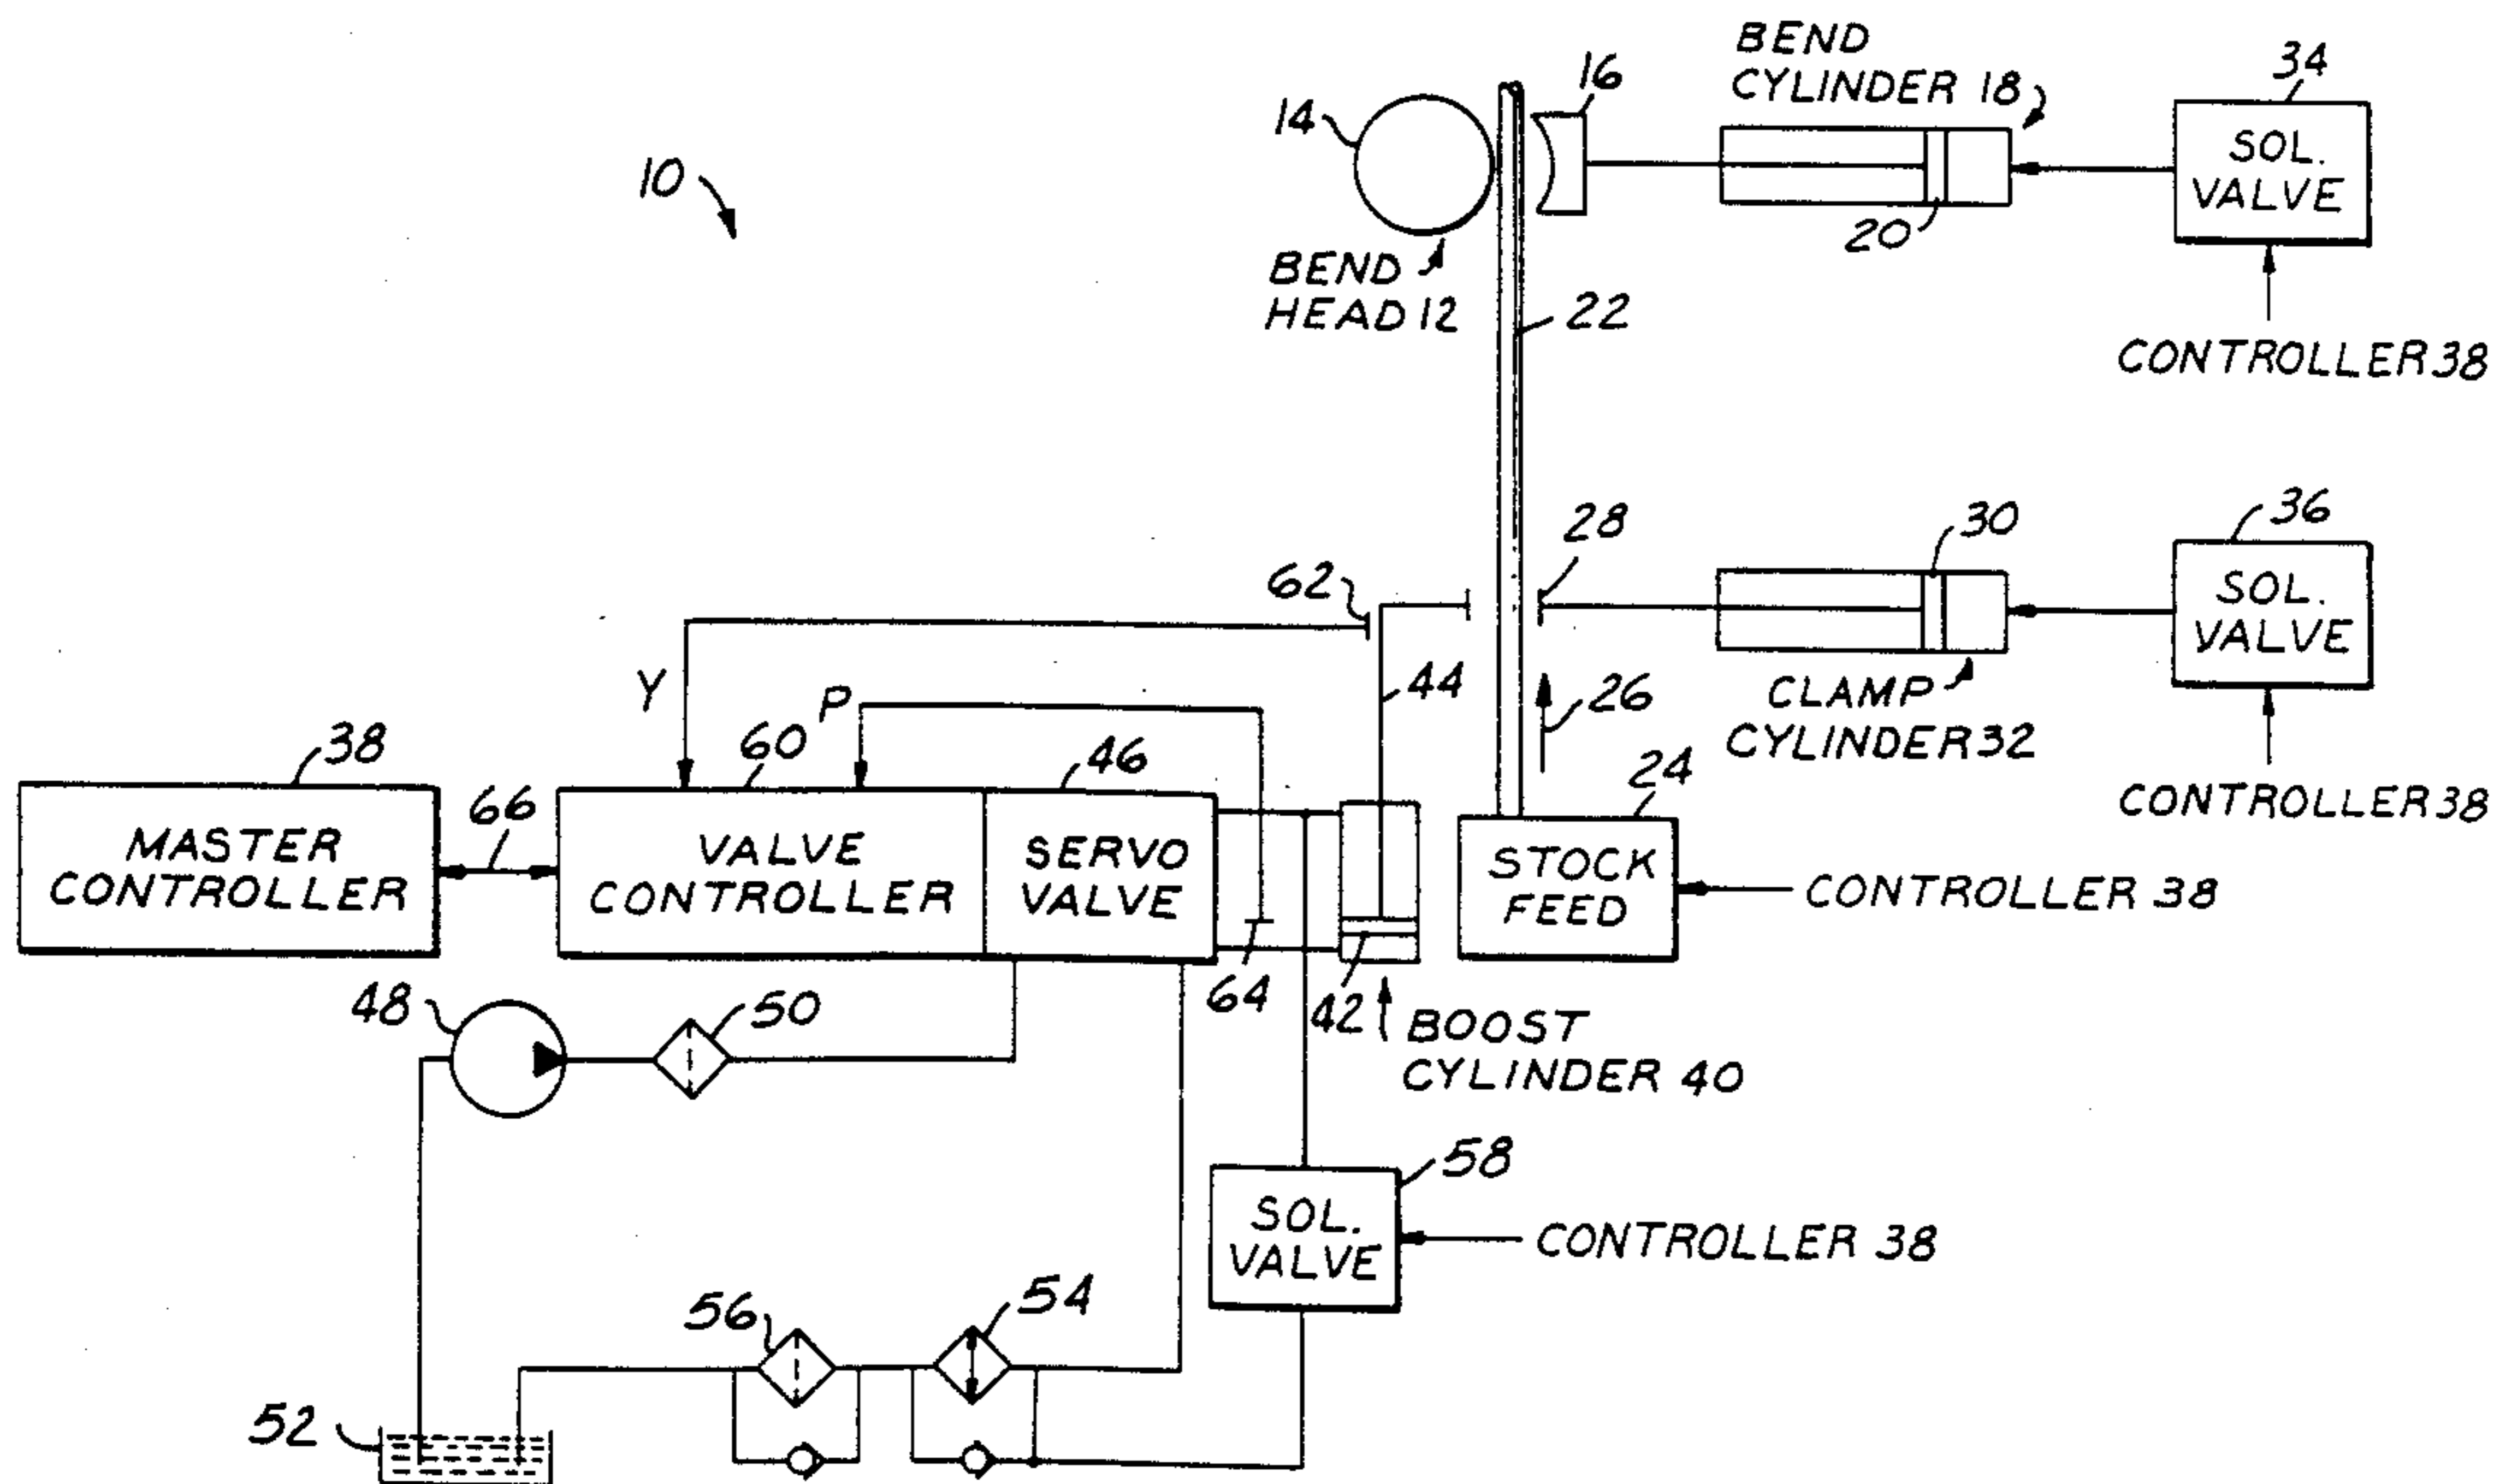 BEND
CYLINDER 18
16
34
14
SOL.
VALVE
10
20
BEND
HEAD 12
22
CONTROLLER 38
28
30
36
62
SOL.
VALVE
Y
P
44
26
CLAMP
CYLINDER 32
38
60
46
24
CONTROLLER 38
MASTER
CONTROLLER
66
VALVE
CONTROLLER
SERVO
VALVE
STOCK
FEED
CONTROLLER 38
48
50
64
42
BOOST
CYLINDER 40
58
SOL.
VALVE
CONTROLLER 38
56
54
52